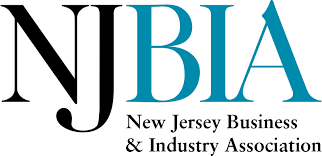 NJBIA
New Jersey Business
& Industry Association